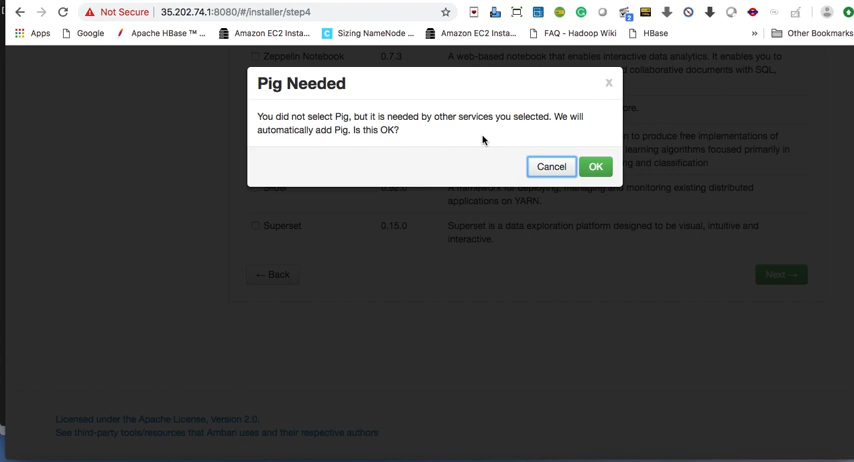 Not Secure 35.202.74.1:8080/#/installer/step4
Apps Google Apache HBase ™ ... Amazon EC2 Insta... Sizing NameNode ... Amazon EC2 Insta... FAQ - Hadoop Wiki HBase » Other Bookmarks
Zeppelin Notebook 0.7.3 A web-based notebook that enables interactive data analytics. It enables you to
d collaborative documents with SQL,
Pig Needed x
You did not select Pig, but it is needed by other services you selected. We will
automatically add Pig. Is this OK?
ore.
n to produce free implementations of
learning algorithms focused primarily in
ng and classification
Cancel OK
A framework for deploying, managing and monitoring existing distributed
applications on YARN.
Superset 0.15.0 Superset is a data exploration platform designed to be visual, intuitive and
interactive.
← Back Next →
Licensed under the Apache License, Version 2.0.
See third-party tools/resources that Ambari uses and their respective authors